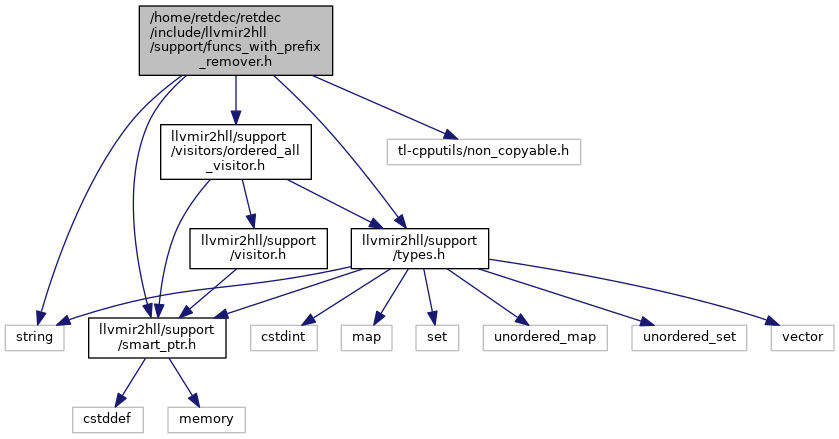 /home/retdec/retdec
/include/llvmir2hll
/support/funcs_with_prefix
_remover.h
llvmir2hll/support
/visitors/ordered_all
_visitor.h
tl-cpputils/non_copyable.h
llvmir2hll/support
/visitor.h
llvmir2hll/support
/types.h
string
llvmir2hll/support
/smart_ptr.h
cstdint
map
set
unordered_map
unordered_set
vector
cstddef
memory